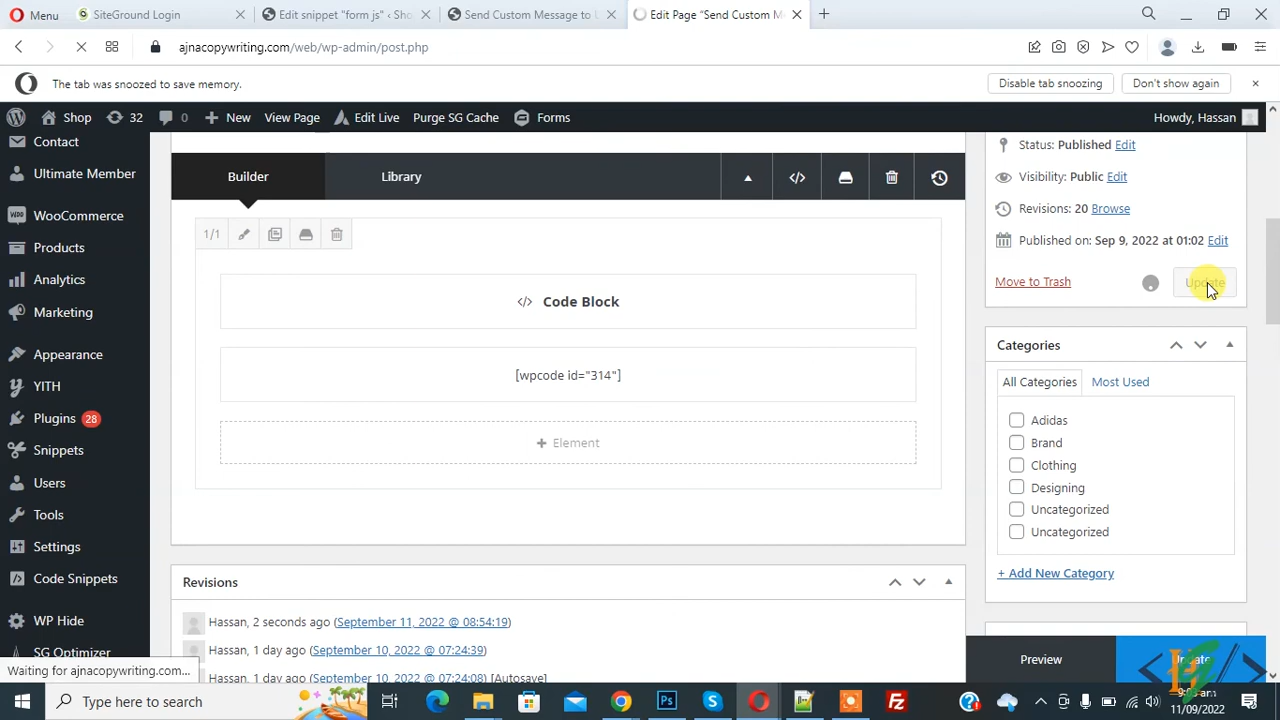 Menu
SiteGround Login
Edit snippet "form js" ‹ Sho
Send Custom Message to U
Edit Page "Send Custom M
ajnacopywriting.com/web/wp-admin/post.php
The tab was snoozed to save memory.
Disable tab snoozing
Don't show again
Shop
32
0
New
View Page
Edit Live
Purge SG Cache
Forms
Howdy, Hassan
Contact
Ultimate Member
WooCommerce
Products
Analytics
Marketing
Appearance
YITH
Plugins 28
Snippets
Users
Tools
Settings
Code Snippets
WP Hide
SG Optimizer
Waiting for ajnacopywriting.com...
Builder
Library
1/1
Code Block
[wpcode id="314"]
+ Element
Revisions
Hassan, 2 seconds ago (September 11, 2022 @ 08:54:19)
Hassan, 1 day ago (September 10, 2022 @ 07:24:39)
Hassan, 1 day ago (September 10, 2022 @ 07:24:08) [Autosave]
Status: Published Edit
Visibility: Public Edit
Revisions: 20 Browse
Published on: Sep 9, 2022 at 01:02 Edit
Move to Trash
Update
Categories
All Categories
Most Used
Adidas
Brand
Clothing
Designing
Uncategorized
Uncategorized
+ Add New Category
Preview
Update
Type here to search
11/09/2022